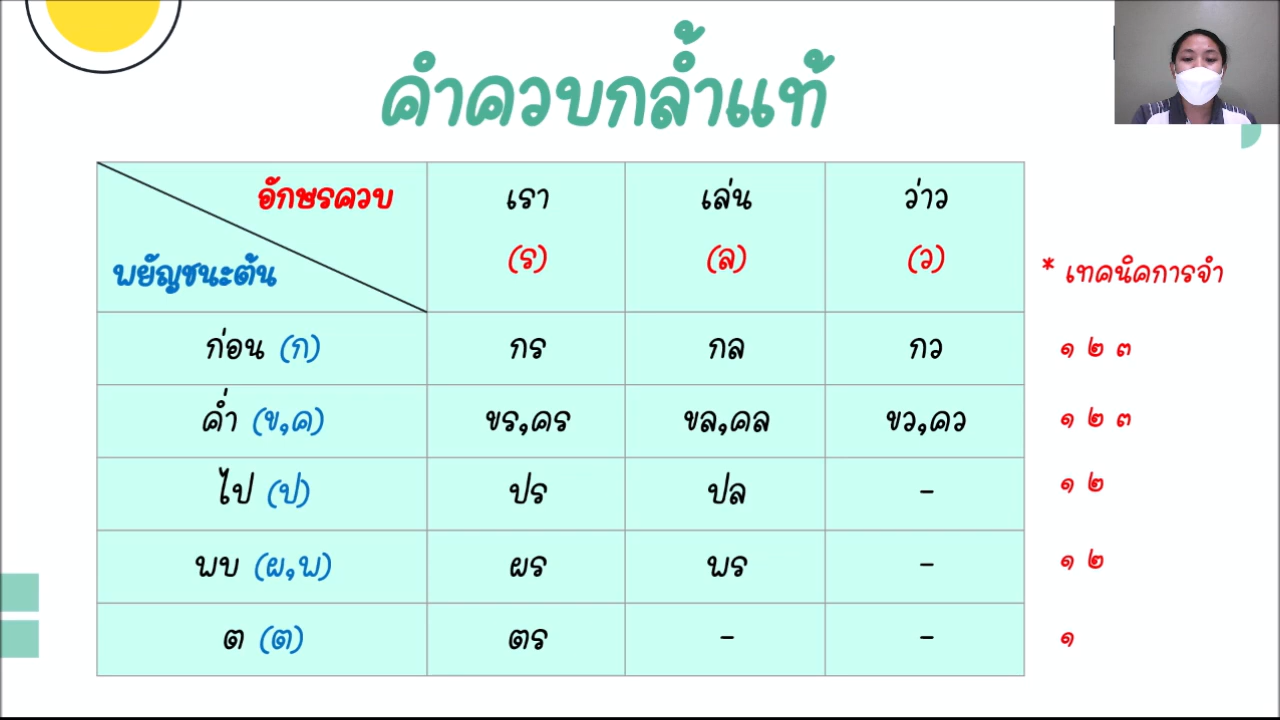 คำควบกล้ำแท้
อักษรควบ
พยัญชนะต้น
เรา เล่น ว่าว
(ร) (ล) (ว)
* เทคนิคการจำ
ก่อน (ก) กร กล กว ๑ ๒ ๓
ค่ำ (ข,ค) ขร,คร ขล,คล ขว,คว ๑ ๒ ๓
ไป (ป) ปร ปล - ๑ ๒
พบ (ผ,พ) ผร พร - ๑ ๒
ต (ต) ตร - - ๑